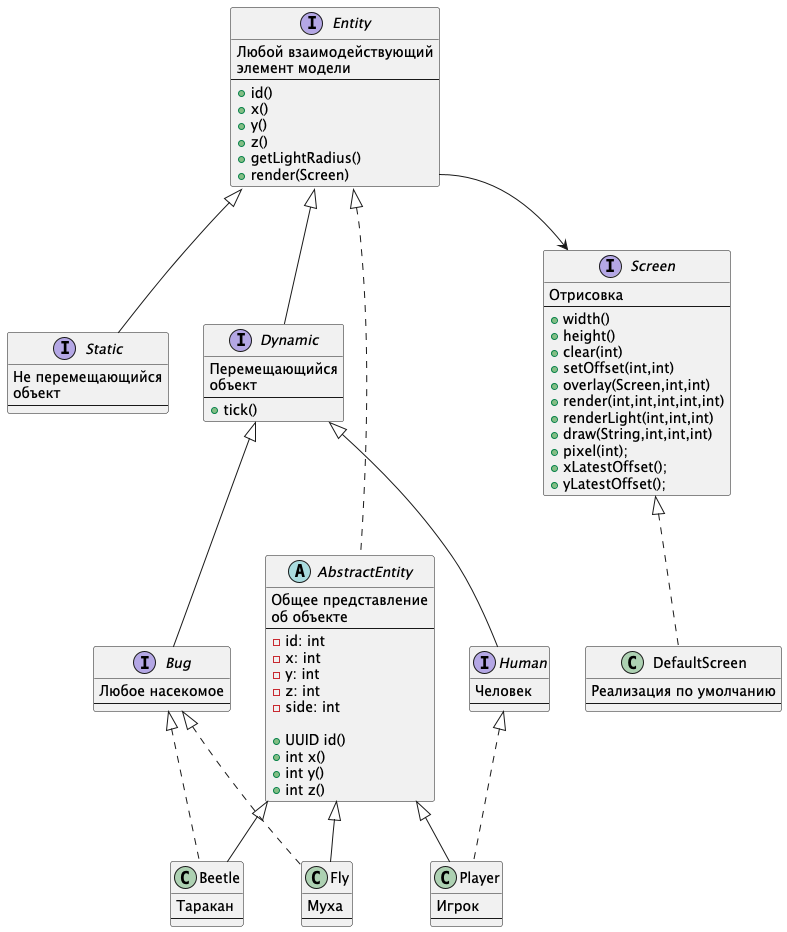 I Entity
Любой взаимодействующий
элемент модели
id()
x()
y()
z()
getLightRadius()
render(Screen)
I Screen
Отрисовка
width()
height()
clear(int)
setOffset(int,int)
overlay(Screen,int,int)
render(int,int,int,int,int)
renderLight(int,int,int)
draw(String,int,int,int)
pixel(int);
xLatestOffset();
yLatestOffset();
I Static
Не перемещающийся
объект
I Dynamic
Перемещающийся
объект
tick()
A AbstractEntity
Общее представление
об объекте
id: int
x: int
y: int
z: int
side: int
UUID id()
int x()
int y()
int z()
I Bug
Любое насекомое
I Human
Человек
C DefaultScreen
Реализация по умолчанию
C Beetle
Таракан
C Fly
Муха
C Player
Игрок